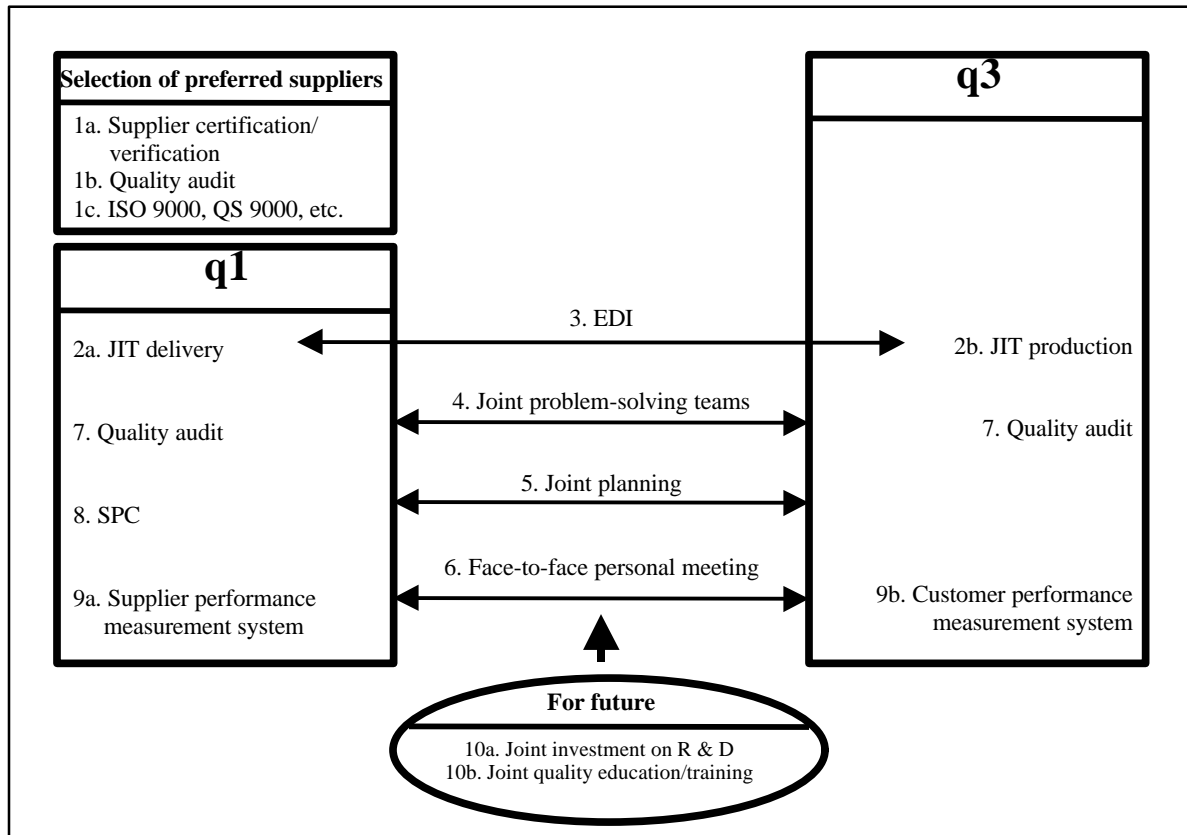 Selection of preferred suppliers
1a. Supplier certification/
verification
1b. Quality audit
1c. ISO 9000, QS 9000, etc.
q1
2a. JIT delivery
7. Quality audit
8. SPC
9a. Supplier performance
measurement system
3. EDI
4. Joint problem-solving teams
5. Joint planning
6. Face-to-face personal meeting
q3
2b. JIT production
7. Quality audit
9b. Customer performance
measurement system
For future
10a. Joint investment on R & D
10b. Joint quality education/training